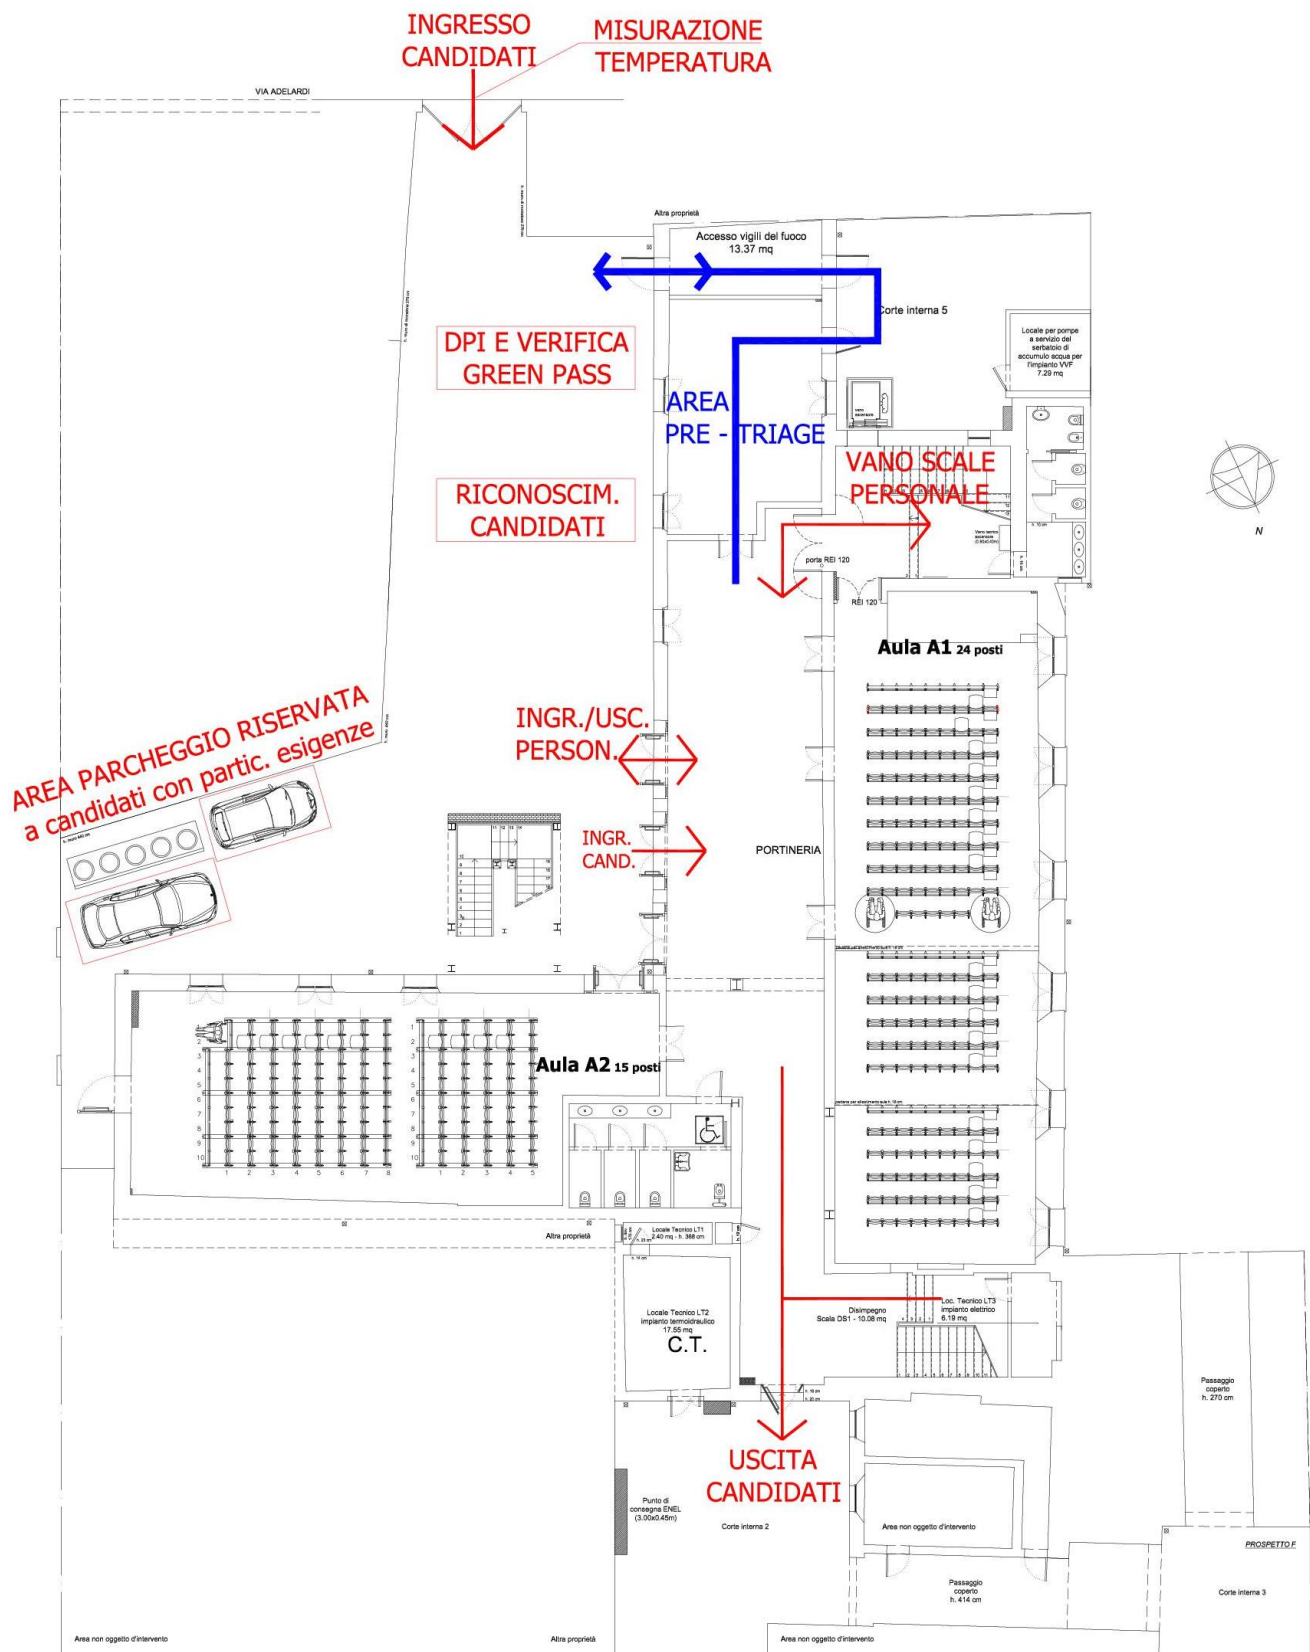 INGRESSO
CANDIDATI
MISURAZIONE
TEMPERATURA
VIA ADELARDI
Altra proprietà
Accesso vigili del fuoco
13.37 mq
Corte interna 5
DPI E VERIFICA
GREEN PASS
Locale per pompe
a servizio del
serbatoio di
accumulo acqua per
l'impianto VVF
7.29 mq
AREA
PRE - TRIAGE
VANO SCALE
PERSONALE
RICONOSCIM.
CANDIDATI
N
porta REI 120
REI 120
Aula A1 24 posti
AREA PARCHEGGIO RISERVATA
a candidati con partic. esigenze
INGR./USC.
PERSON.
INGR.
CAND.
PORTINERIA
Aula A2 15 posti
Altra proprietà
Locale Tecnico LT1
2.40 mq - h. 368 cm
Locale Tecnico LT2
impianto termoidraulico
17.55 mq
C.T.
Disimpegno
Scala DS1 - 10.08 mq
Loc. Tecnico LT3
impianto elettrico
6.19 mq
Passaggio
coperto
h. 270 cm
USCITA
CANDIDATI
Punto di
consegna ENEL
(3.00x0.45m)
Corte interna 2
Area non oggetto d'intervento
PROSPETTO F
Passaggio
coperto
h. 414 cm
Corte interna 3
Area non oggetto d'intervento
Altra proprietà
Area non oggetto d'intervento